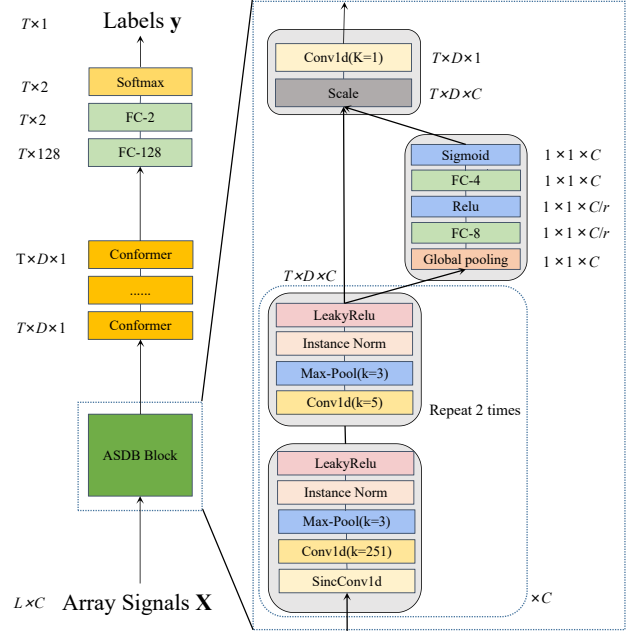 T×1
Labels y
T×2
Softmax
T×2
FC-2
T×128
FC-128
T×D×1
Conformer
......
T×D×1
Conformer
ASDB Block
L×C
Array Signals X
Conv1d(K=1)
T×D×1
Scale
T×D×C
Sigmoid
1×1×C
FC-4
1×1×C
Relu
1×1×C/r
FC-8
1×1×C/r
Global pooling
1×1×C
T×D×C
LeakyRelu
Instance Norm
Max-Pool(k=3)
Conv1d(k=5)
Repeat 2 times
LeakyRelu
Instance Norm
Max-Pool(k=3)
Conv1d(k=251)
SincConv1d
×C